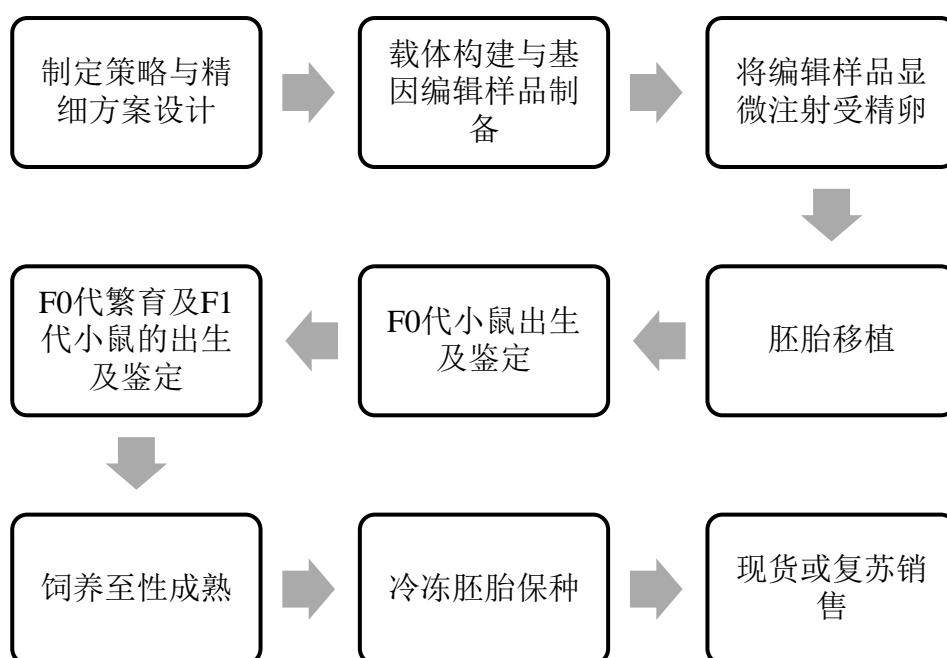 制定策略与精
细方案设计
载体构建与基
因编辑样品制
备
将编辑样品显
微注射受精卵
胚胎移植
F0代小鼠出生
及鉴定
F0代繁育及F1
代小鼠的出生
及鉴定
饲养至性成熟
冷冻胚胎保种
现货或复苏销
售